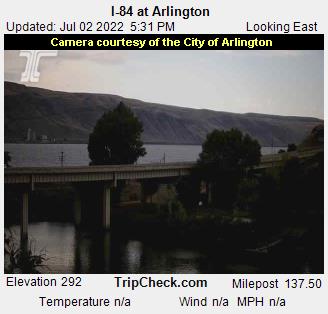 I-84 at Arlington
Updated: Jul 02 2022 5:31 PM Looking East
Camera courtesy of the City of Arlington
Elevation 292 TripCheck.com Milepost 137.50
Temperature n/a Wind n/a MPH n/a